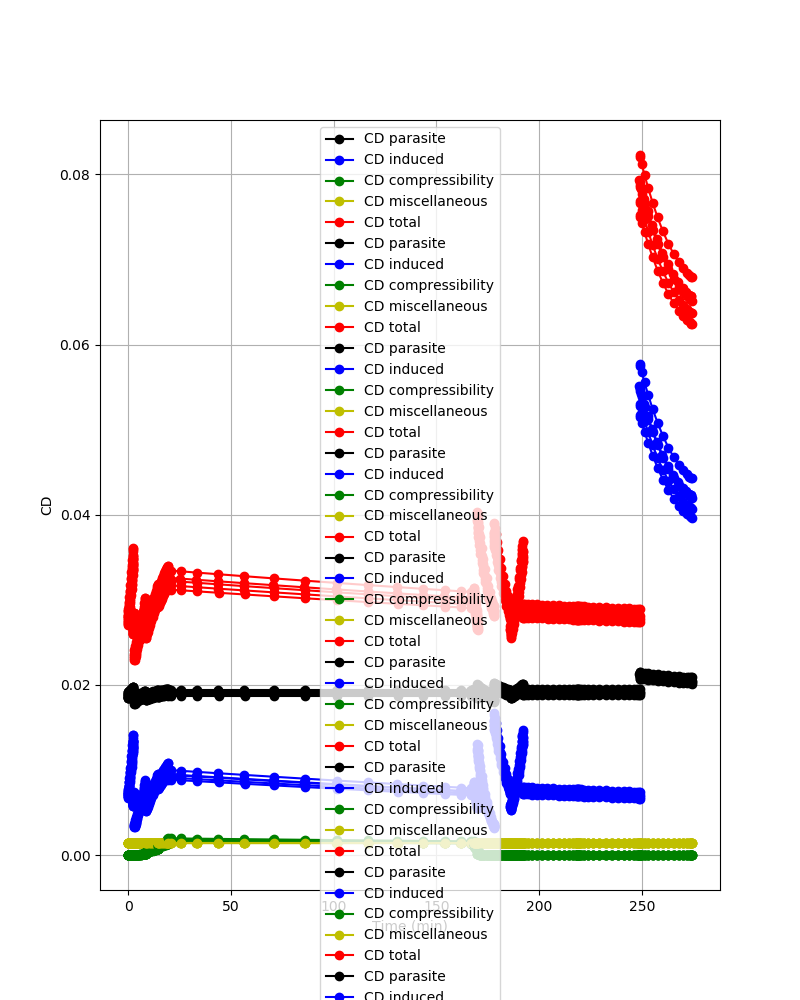 CD parasite
CD induced
CD compressibility
CD miscellaneous
CD total
CD parasite
CD induced
CD compressibility
CD miscellaneous
CD total
CD parasite
CD induced
CD compressibility
CD miscellaneous
CD total
CD parasite
CD induced
CD compressibility
CD miscellaneous
CD total
CD parasite
CD induced
CD compressibility
CD miscellaneous
CD total
CD parasite
CD induced
CD compressibility
CD miscellaneous
CD total
CD parasite
CD induced
CD compressibility
CD miscellaneous
CD total
CD parasite
CD induced
CD compressibility
CD miscellaneous
CD total
CD parasite
CD induced
0.08
0.06
0.04
0.02
0.00
CD
0 50 100 150 200 250
Time (min)